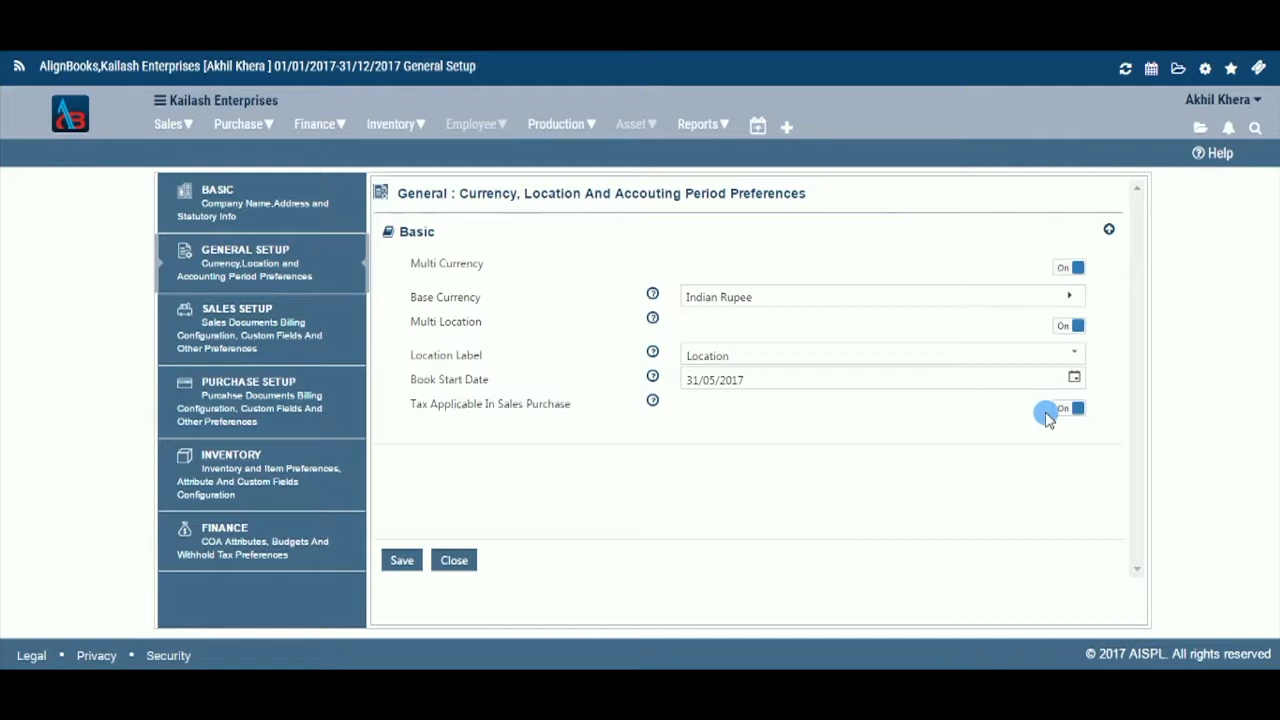 AlignBooks,Kailash Enterprises [Akhil Khera ] 01/01/2017-31/12/2017 General Setup
Kailash Enterprises
Akhil Khera
Sales Purchase Finance Inventory Employee Production Asset Reports
Help
BASIC
Company Name,Address and
Statutory Info
GENERAL SETUP
Currency,Location and
Accounting Period Preferences
SALES SETUP
Sales Documents Billing
Configuration, Custom Fields And
Other Preferences
PURCHASE SETUP
Purcahse Documents Billing
Configuration, Custom Fields And
Other Preferences
INVENTORY
Inventory and Item Preferences,
Attribute And Custom Fields
Configuration
FINANCE
COA Attributes, Budgets And
Withhold Tax Preferences
General : Currency, Location And Accouting Period Preferences
Basic
Multi Currency On
Base Currency Indian Rupee
Multi Location On
Location Label Location
Book Start Date 31/05/2017
Tax Applicable In Sales Purchase On
Save Close
Legal • Privacy • Security
© 2017 AISPL. All rights reserved